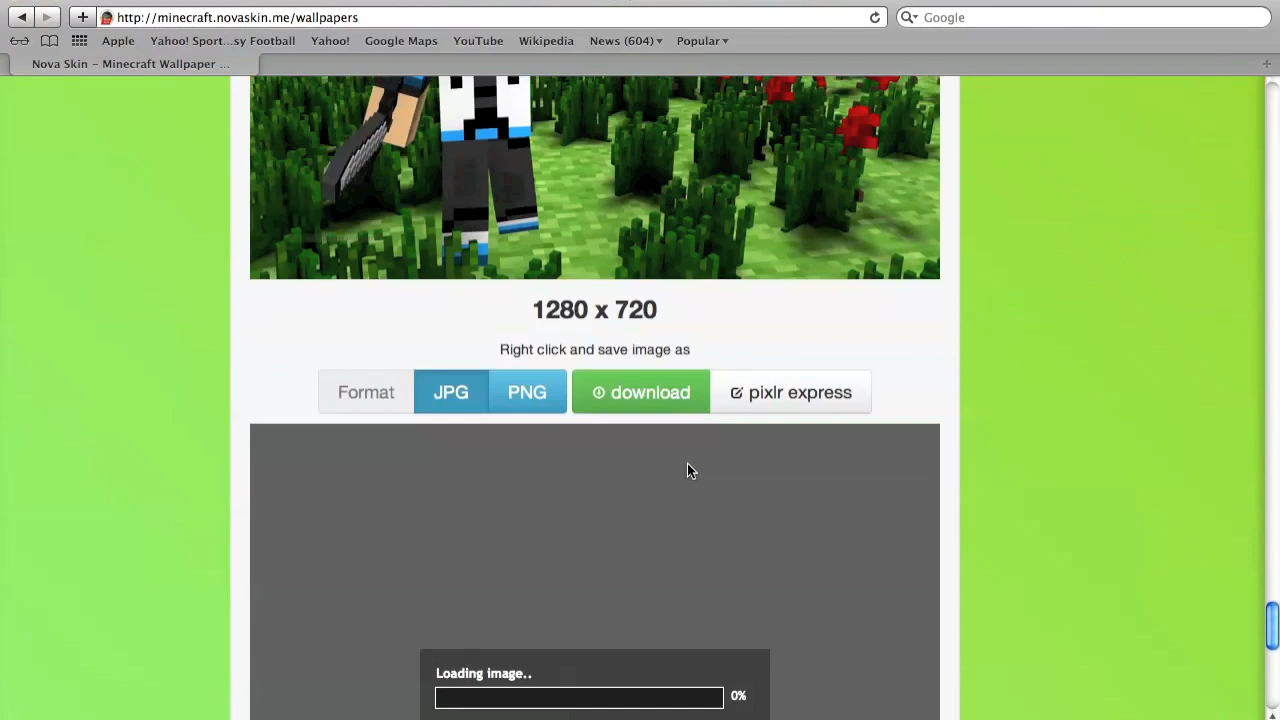 http://minecraft.novaskin.me/wallpapers
Google
Apple Yahoo! Sport...sy Football Yahoo! Google Maps YouTube Wikipedia News (604) Popular
Nova Skin – Minecraft Wallpaper ...
1280 x 720
Right click and save image as
Format JPG PNG download pixlr express
Loading image..
0%